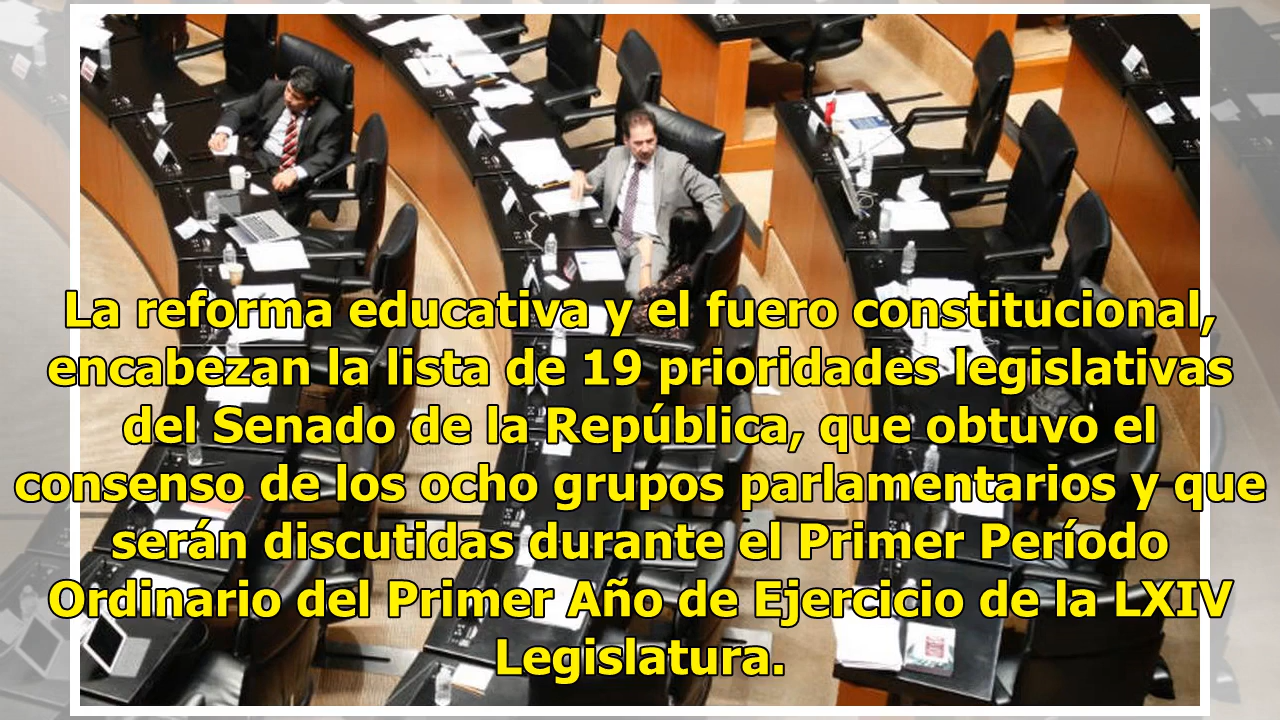 La reforma educativa y el fuero constitucional,
encabezan la lista de 19 prioridades legislativas
del Senado de la República, que obtuvo el
consenso de los ocho grupos parlamentarios y que
serán discutidas durante el Primer Período
Ordinario del Primer Año de Ejercicio de la LXIV
Legislatura.